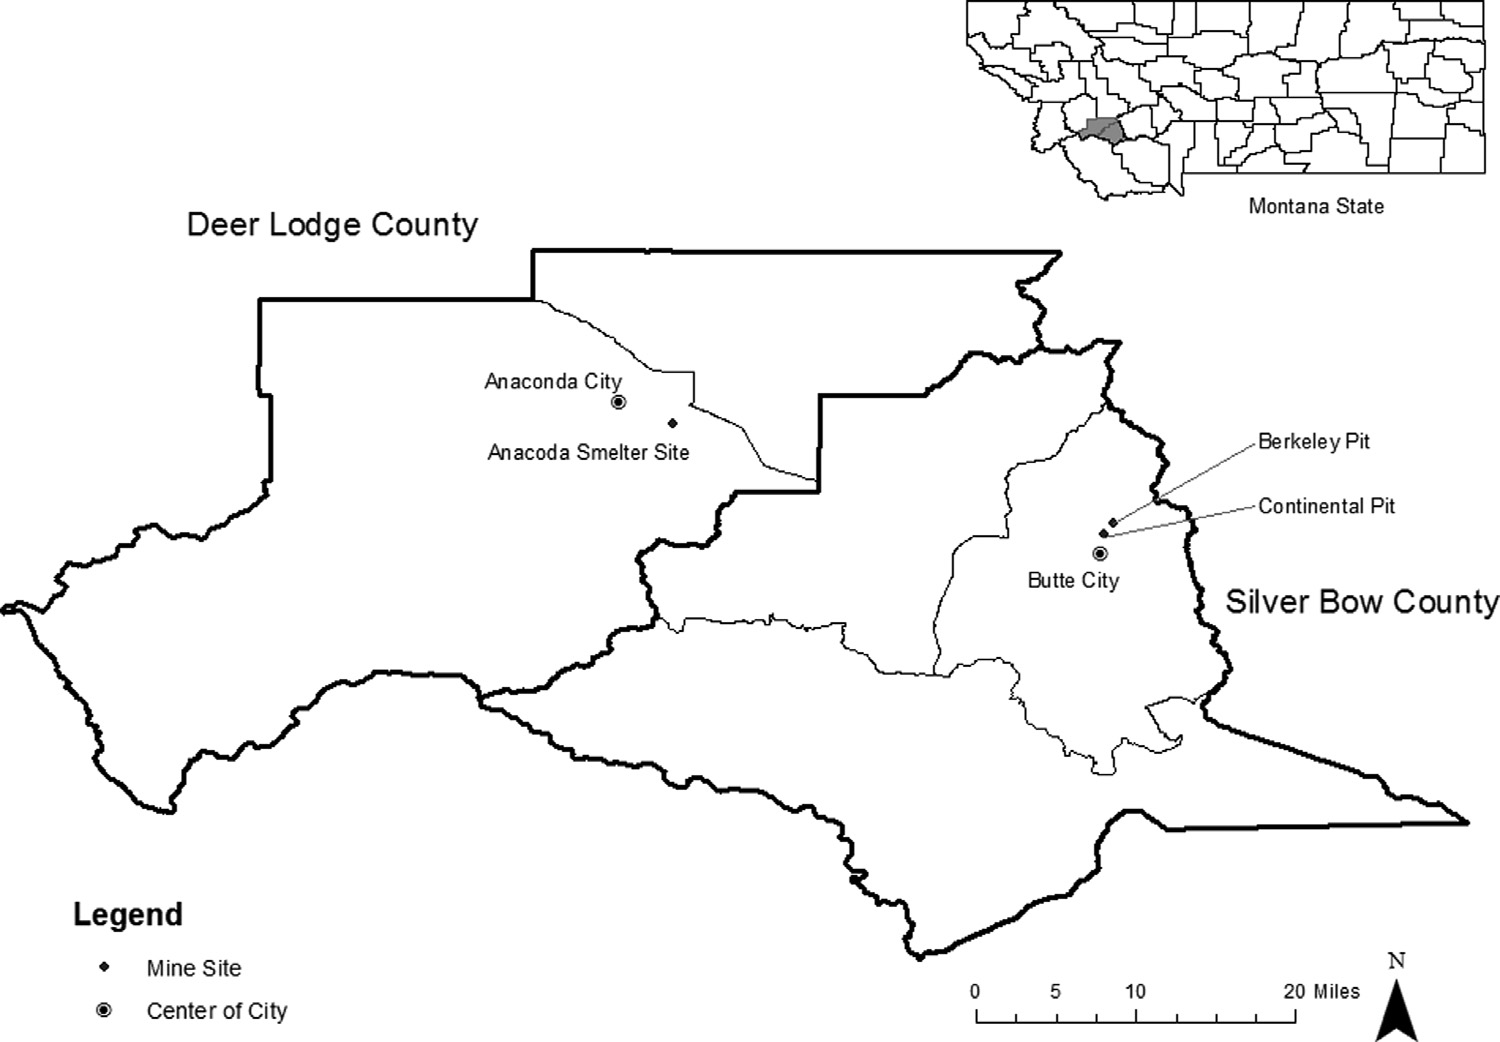 Montana State
Deer Lodge County
Anaconda City
Anacoda Smelter Site
Berkeley Pit
Continental Pit
Butte City
Silver Bow County
Legend
Mine Site
Center of City
0 5 10 20 Miles
N